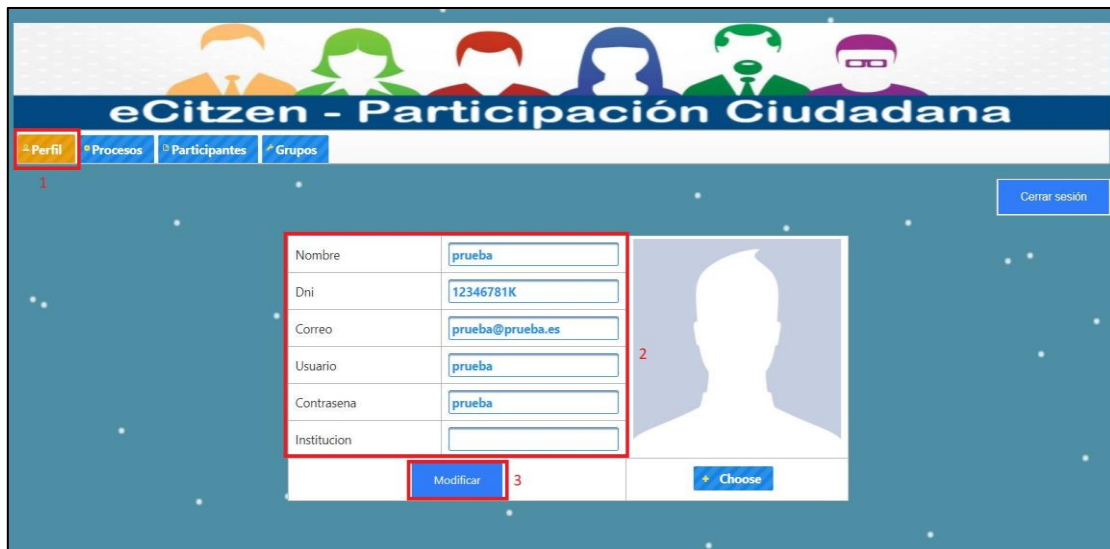 eCitzen - Participación Ciudadana
Perfil Procesos Participantes Grupos
1
Cerrar sesión
Nombre prueba
Dni 12346781K
Correo prueba@prueba.es
2
Usuario prueba
Contrasena prueba
Institucion
Modificar 3 Choose